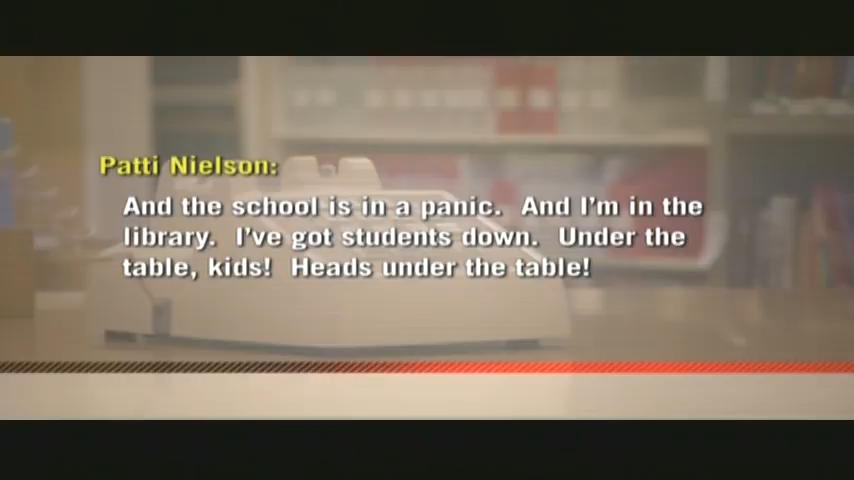 Patti Nielson:
And the school is in a panic.  And I'm in the
library.  I've got students down.  Under the
table, kids!  Heads under the table!